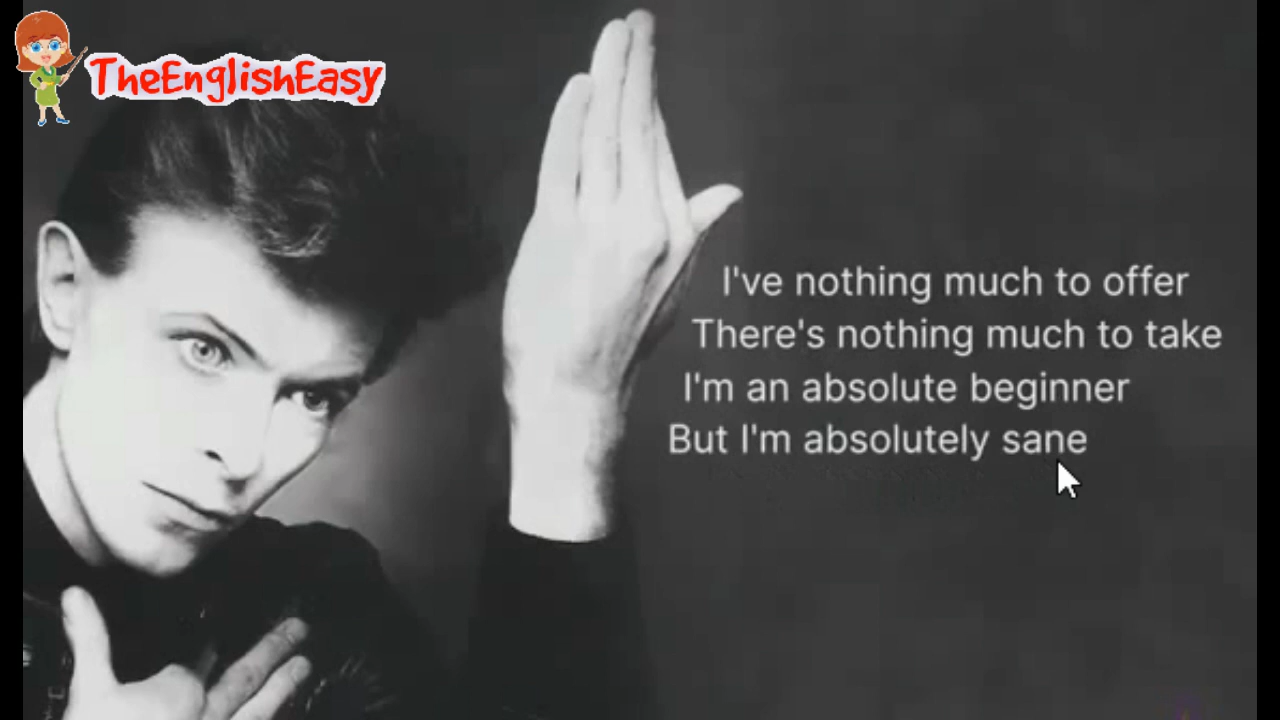 TheEnglishEasy
I've nothing much to offer
There's nothing much to take
I'm an absolute beginner
But I'm absolutely sane